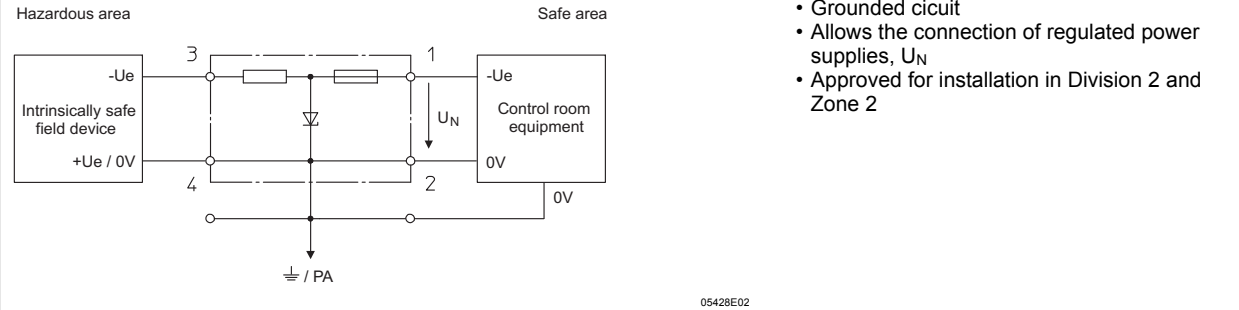 Hazardous area
Safe area
3
1
-Ue
-Ue
Intrinsically safe
field device
UN
Control room
equipment
+Ue / 0V
0V
4
2
0V
/ PA
05428E02
• Grounded cicuit
• Allows the connection of regulated power
supplies, UN
• Approved for installation in Division 2 and
Zone 2